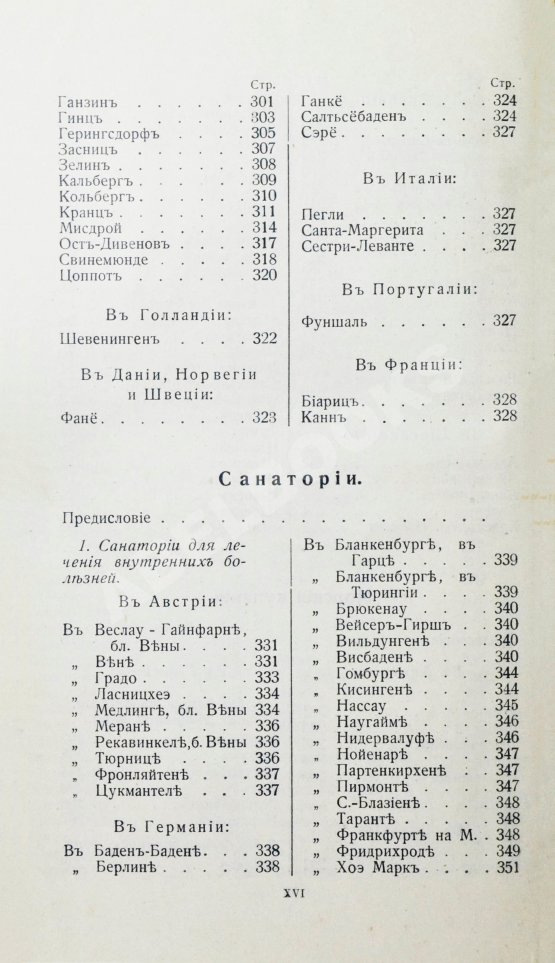 Стр.
Ганзинъ . . . . . . 301
Гинцъ . . . . . . 303
Герингсдорфъ . . . . 305
Засницъ . . . . . 307
Зелинъ . . . . . . 308
Кальбергъ . . . . . 309
Кольбергъ . . . . . 310
Кранцъ . . . . . . 311
Мисдрой . . . . . 314
Остъ-Дивеновъ . . . . 317
Свинемюнде . . . . 318
Цоппотъ . . . . . 320
Въ Голландіи:
Шевенингенъ . . . . 322
Въ Даніи, Норвегіи
и Швеціи:
Фанё . . . . . . . 323
Стр.
Ганкё . . . . . . . 324
Салтьсёбаденъ . . . . 324
Сэрё . . . . . . . 327
Въ Италіи:
Пегли . . . . . . 327
Санта-Маргерита . . . 327
Сестри-Леванте . . . . 327
Въ Португаліи:
Фуншаль . . . . . . 327
Въ Франціи:
Біарицъ . . . . . . 328
Каннъ . . . . . . 328
Санаторіи.
Предисловіе . . . . . . . . . . . . . . . .
1. Санаторіи для ле-
ченія внутреннихъ бо-
лѣзней.
Въ Австріи:
Въ Веслау - Гайнфарнѣ,
бл. Вѣны . . . . 331
„ Вѣнѣ . . . . . 331
„ Градо . . . . . 333
„ Ласницхеэ . . . . 334
„ Медлингѣ, бл. Вѣны 334
„ Меранѣ . . . . 336
„ Рекавинкелѣ, б. Вѣны 336
„ Тюрницѣ . . . . 336
„ Фронляйтенѣ . . . 337
„ Цукмантелѣ . . . 337
Въ Германіи:
Въ Баденъ-Баденѣ . . . 338
„ Берлинѣ . . . . 338
Въ Бланкенбургѣ, въ
Гарцѣ . . . . . 339
„ Бланкенбургѣ, въ
Тюрингіи . . . . 339
„ Брюкенау . . . . 340
„ Вейсеръ-Гиршъ . . 340
„ Вильдунгенѣ . . . 340
„ Висбаденѣ . . . . 340
„ Гомбургѣ . . . . 344
„ Кисингенѣ . . . . 344
„ Нассау . . . . . 345
„ Наугаймѣ . . . . 346
„ Нидервалуфѣ . . . 346
„ Нойенарѣ . . . . 347
„ Партенкирхенѣ . . 347
„ Пирмонтѣ . . . . 347
„ С.-Блазіенѣ . . . . 348
„ Тарантѣ . . . . 348
„ Франкфуртѣ на М. . 348
„ Фридрихродѣ . . . 349
„ Хоэ Маркъ . . . . 351
XVI